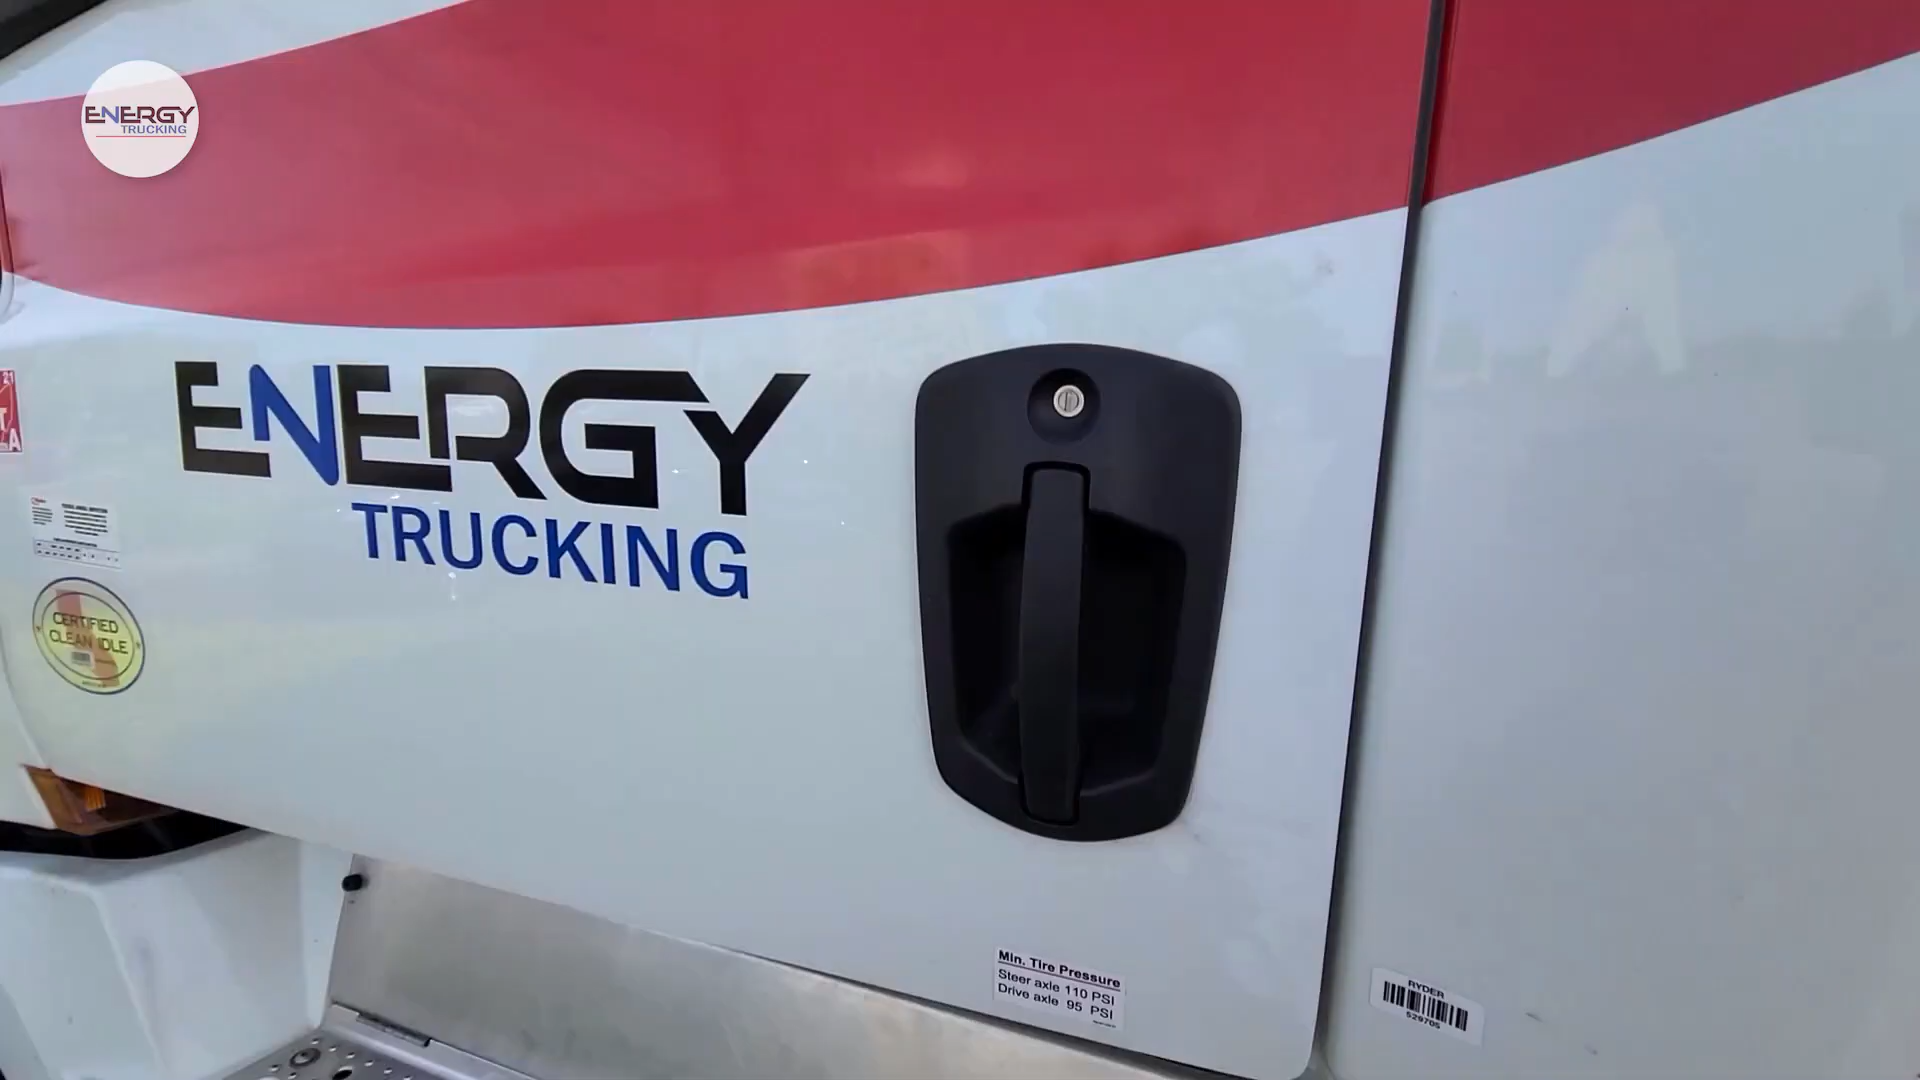 ENERGY
TRUCKING
21
T
A
ENERGY
TRUCKING
CERTIFIED
CLEAN IDLE
Min. Tire Pressure
Steer axle 110 PSI
Drive axle 95 PSI
RYDER
529705